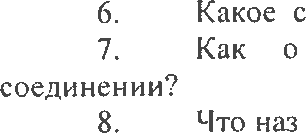 6. Какое с
7. Как о
соединении?
8. Что наз